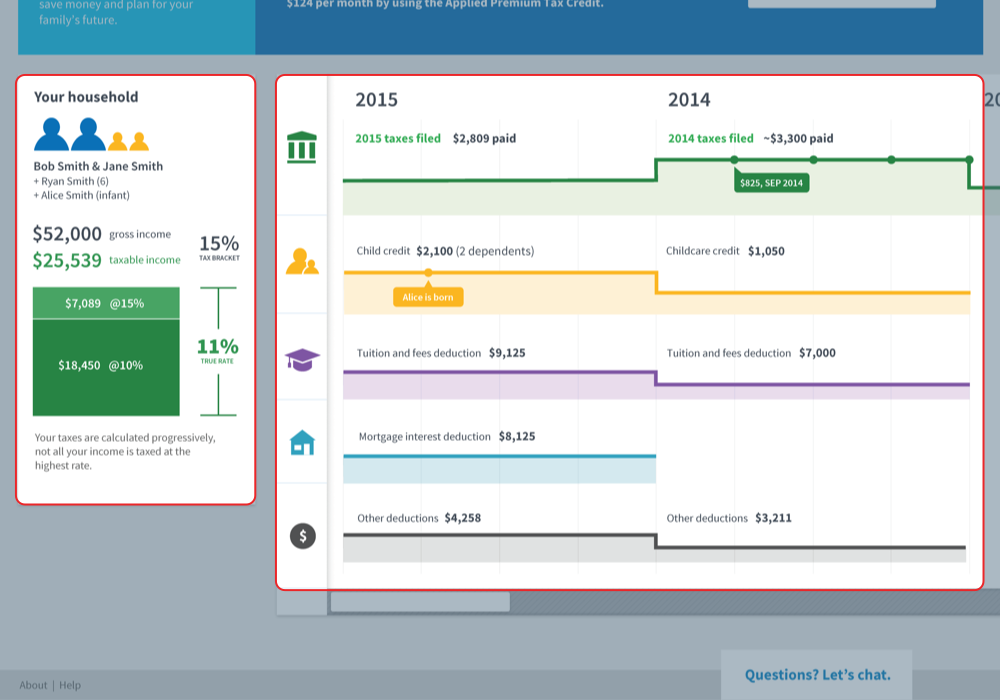 save money and plan for your
family's future.
$124 per month by using the Applied Premium Tax Credit.
Your household
Bob Smith & Jane Smith
+ Ryan Smith (6)
+ Alice Smith (infant)
$52,000 gross income
$25,539 taxable income
15%
TAX BRACKET
$7,089 @15%
$18,450 @10%
11%
TRUE RATE
Your taxes are calculated progressively,
not all your income is taxed at the
highest rate.
2015
2014
20
2015 taxes filed $2,809 paid
2014 taxes filed ~$3,300 paid
$825, SEP 2014
Child credit $2,100 (2 dependents)
Childcare credit $1,050
Alice is born
Tuition and fees deduction $9,125
Tuition and fees deduction $7,000
Mortgage interest deduction $8,125
Other deductions $4,258
Other deductions $3,211
$
Questions? Let's chat.
About | Help